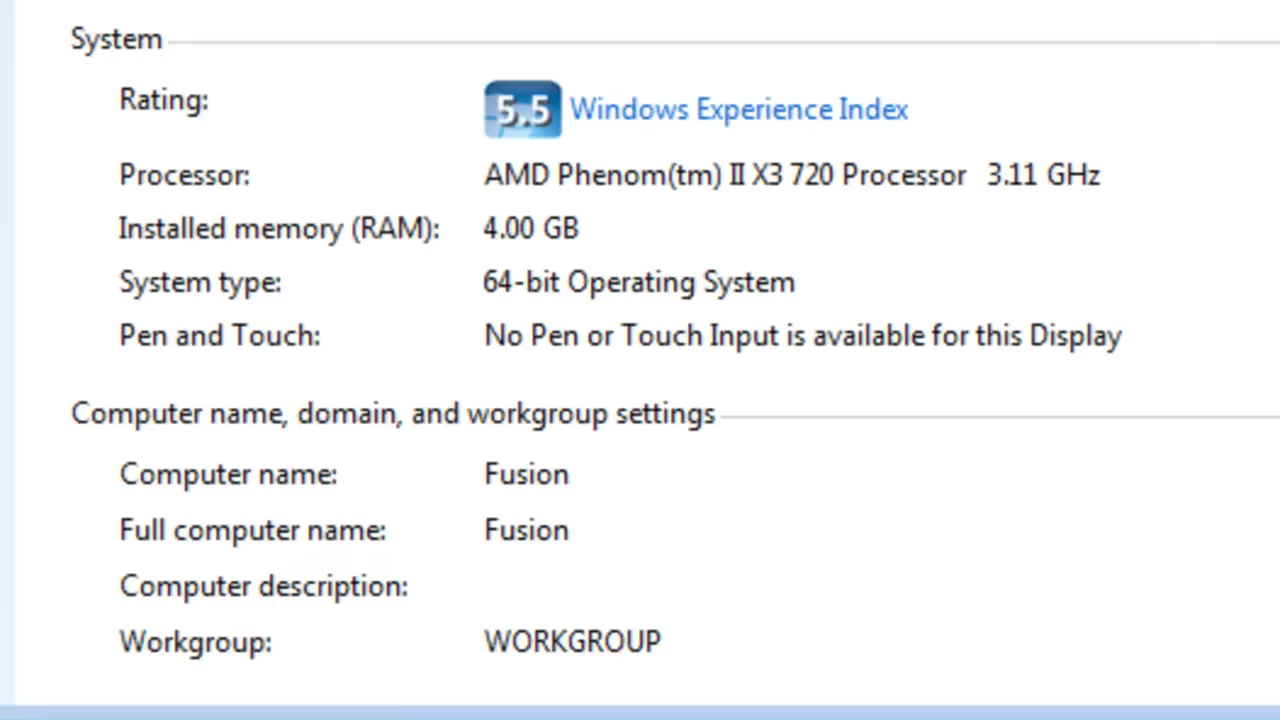 System
Rating: 5.5 Windows Experience Index
Processor: AMD Phenom(tm) II X3 720 Processor 3.11 GHz
Installed memory (RAM): 4.00 GB
System type: 64-bit Operating System
Pen and Touch: No Pen or Touch Input is available for this Display
Computer name, domain, and workgroup settings
Computer name: Fusion
Full computer name: Fusion
Computer description:
Workgroup: WORKGROUP